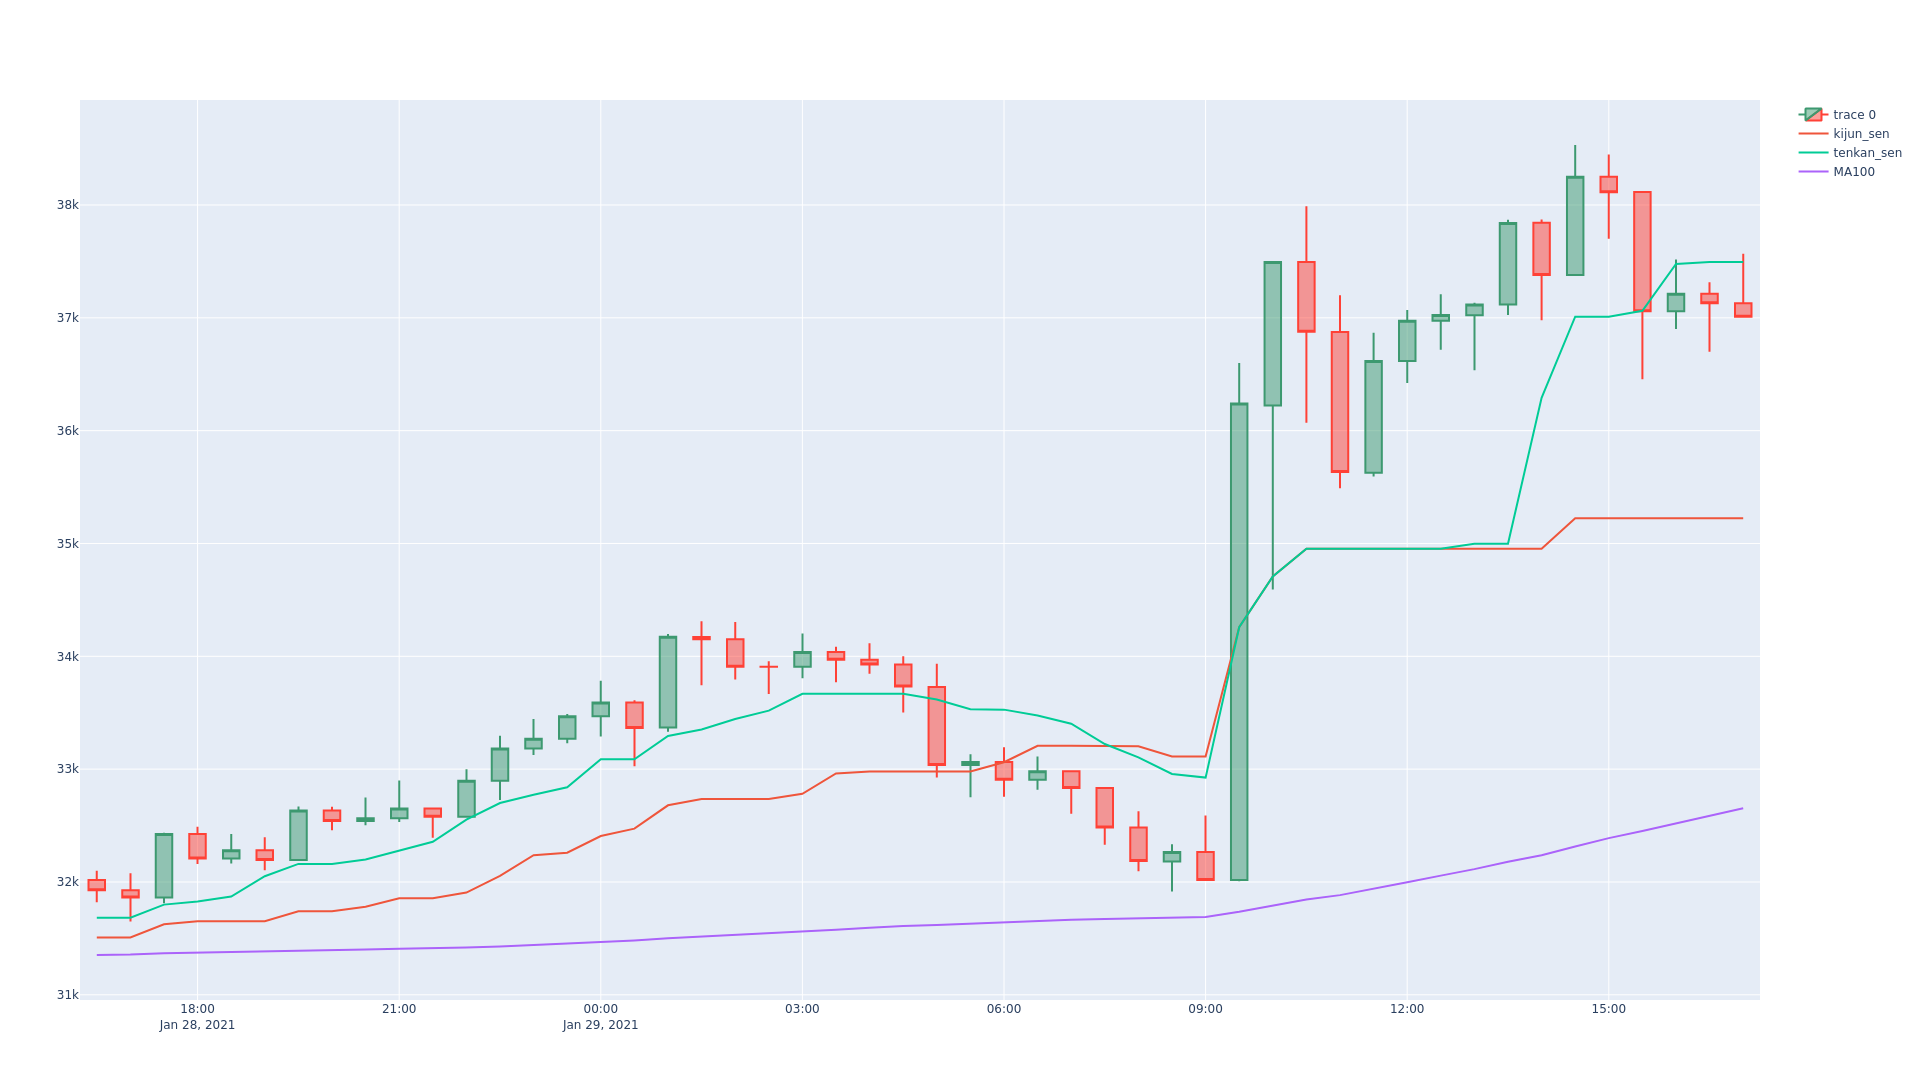 trace 0
kijun_sen
tenkan_sen
MA100
38k
37k
36k
35k
34k
33k
32k
31k
18:00 21:00 00:00 03:00 06:00 09:00 12:00 15:00
Jan 28, 2021 Jan 29, 2021